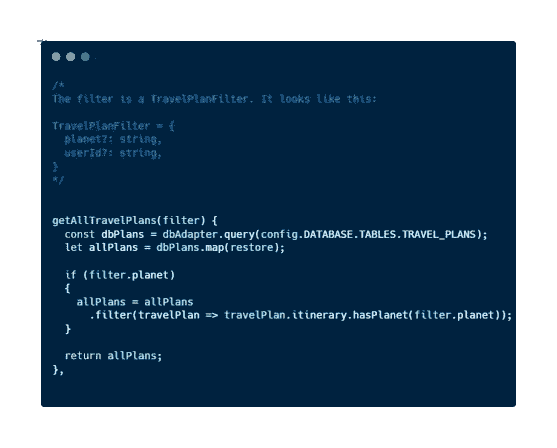 /*
The filter is a TravelPlanFilter. It looks like this:
TravelPlanFilter = {
planet?: string,
userId?: string,
}
*/
getAllTravelPlans(filter) {
const dbPlans = dbAdapter.query(config.DATABASE.TABLES.TRAVEL_PLANS);
let allPlans = dbPlans.map(restore);
if (filter.planet)
{
allPlans = allPlans
.filter(travelPlan => travelPlan.itinerary.hasPlanet(filter.planet));
}
return allPlans;
},